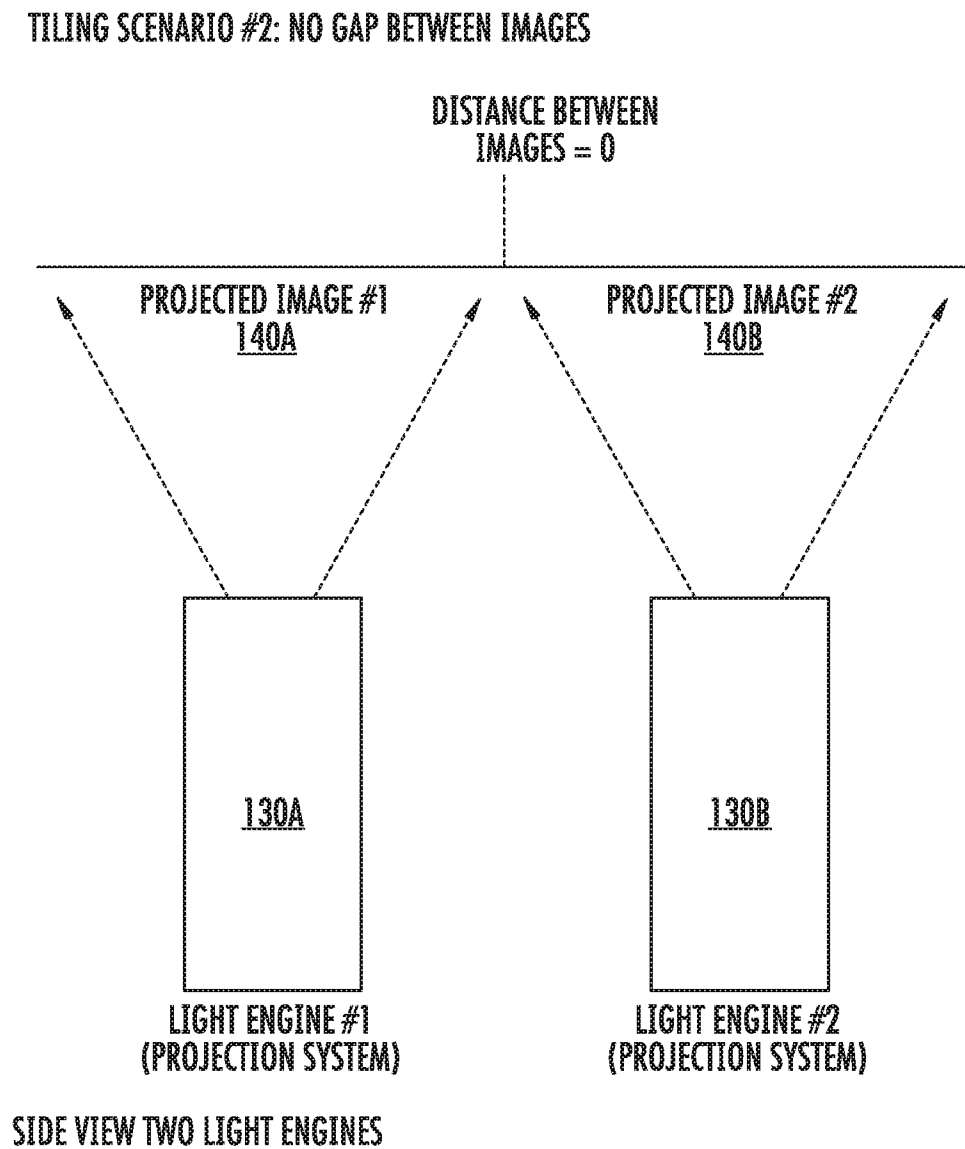 TILING SCENARIO #2: NO GAP BETWEEN IMAGES
DISTANCE BETWEEN
IMAGES = 0
PROJECTED IMAGE #1
140A
PROJECTED IMAGE #2
140B
130A
130B
LIGHT ENGINE #1
(PROJECTION SYSTEM)
LIGHT ENGINE #2
(PROJECTION SYSTEM)
SIDE VIEW TWO LIGHT ENGINES